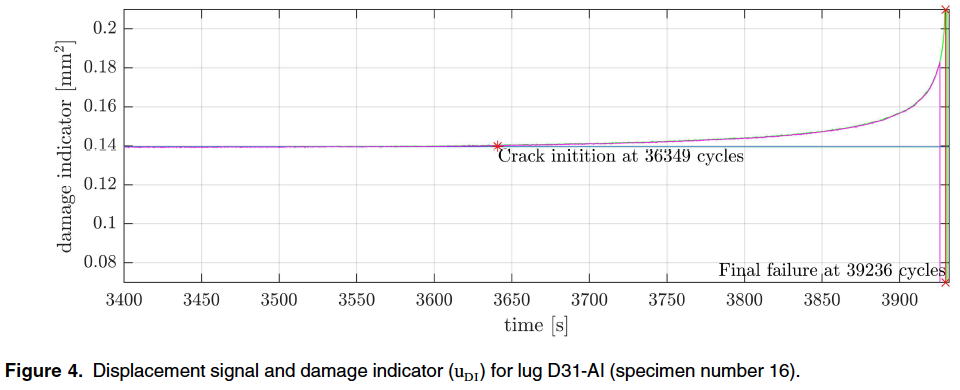 0.2
0.18
0.16
0.14
0.12
0.1
0.08
damage indicator [mm²]
Crack initition at 36349 cycles
Final failure at 39236 cycles
3400 3450 3500 3550 3600 3650 3700 3750 3800 3850 3900
time [s]
Figure 4. Displacement signal and damage indicator (u_DI) for lug D31-Al (specimen number 16).